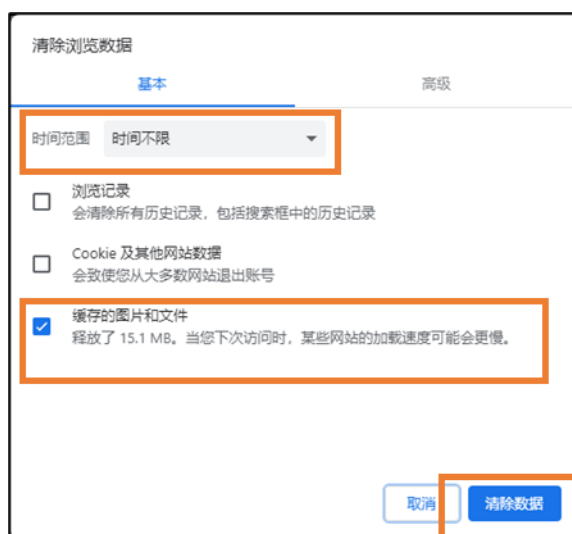 清除浏览数据
基本 高级
时间范围 时间不限
浏览记录
会清除所有历史记录，包括搜索框中的历史记录
Cookie 及其他网站数据
会致使您从大多数网站退出账号
缓存的图片和文件
释放了 15.1 MB。当您下次访问时，某些网站的加载速度可能会更慢。
取消 清除数据